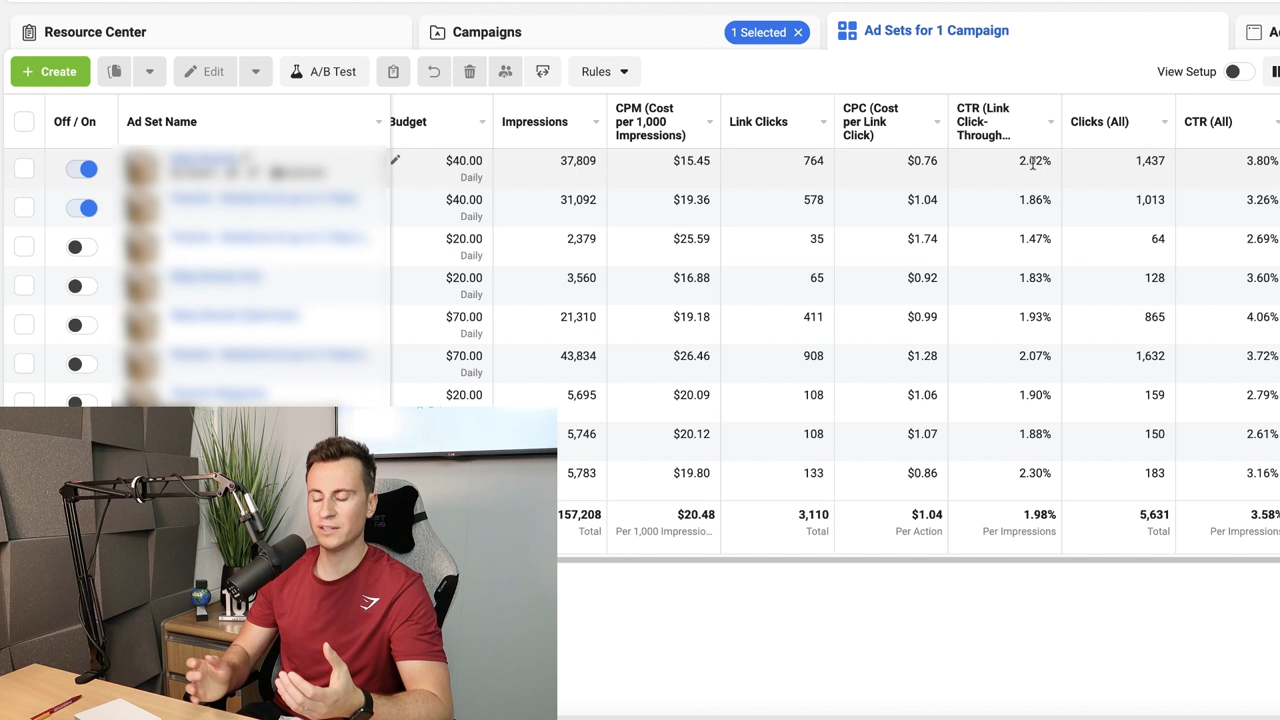 Resource Center Campaigns 1 Selected Ad Sets for 1 Campaign
Create Edit A/B Test Rules View Setup
Off / On Ad Set Name Budget Impressions CPM (Cost per 1,000 Impressions) Link Clicks CPC (Cost per Link Click) CTR (Link Click-Through... Clicks (All) CTR (All)
$40.00 37,809 $15.45 764 $0.76 2.02% 1,437 3.80%
Daily
$40.00 31,092 $19.36 578 $1.04 1.86% 1,013 3.26%
Daily
$20.00 2,379 $25.59 35 $1.74 1.47% 64 2.69%
Daily
$20.00 3,560 $16.88 65 $0.92 1.83% 128 3.60%
Daily
$70.00 21,310 $19.18 411 $0.99 1.93% 865 4.06%
Daily
$70.00 43,834 $26.46 908 $1.28 2.07% 1,632 3.72%
Daily
$20.00 5,695 $20.09 108 $1.06 1.90% 159 2.79%
5,746 $20.12 108 $1.07 1.88% 150 2.61%
5,783 $19.80 133 $0.86 2.30% 183 3.16%
157,208 $20.48 3,110 $1.04 1.98% 5,631 3.58%
Total Per 1,000 Impressio... Total Per Action Per Impressions Total Per Impressions